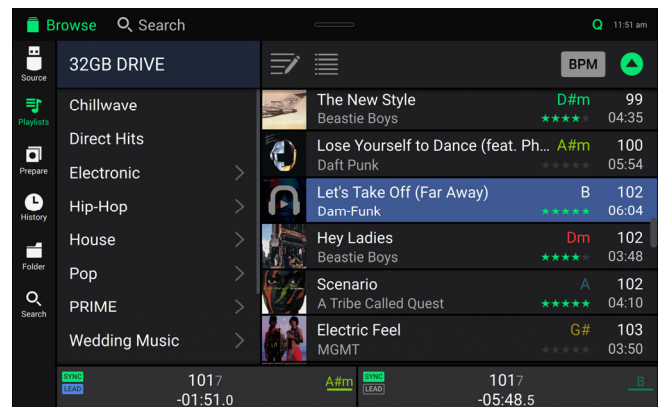 Browse
Search
Q 11:51 am
Source
Playlists
Prepare
History
Folder
Search
32GB DRIVE
Chillwave
Direct Hits
Electronic
Hip-Hop
House
Pop
PRIME
Wedding Music
BPM
The New Style D#m 99
Beastie Boys ★★★★★ 04:35
Lose Yourself to Dance (feat. Ph... A#m 100
Daft Punk ★★★★★ 05:54
Let's Take Off (Far Away) B 102
Dam-Funk ★★★★★ 06:04
Hey Ladies Dm 102
Beastie Boys ★★★★★ 03:48
Scenario A 102
A Tribe Called Quest ★★★★★ 04:10
Electric Feel G# 103
MGMT ★★★★★ 03:50
SYNC
LEAD
1017
-01:51.0
A#m
SYNC
LEAD
1017
-05:48.5
B